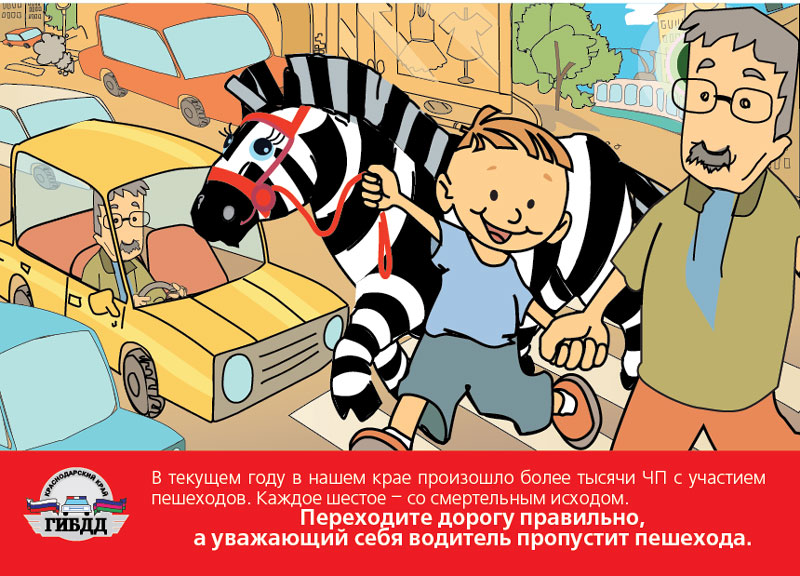 В текущем году в нашем крае произошло более тысячи ЧП с участием
пешеходов. Каждое шестое – со смертельным исходом.
Переходите дорогу правильно,
а уважающий себя водитель пропустит пешехода.
КРАСНОДАРСКИЙ КРАЙ
ГИБДД